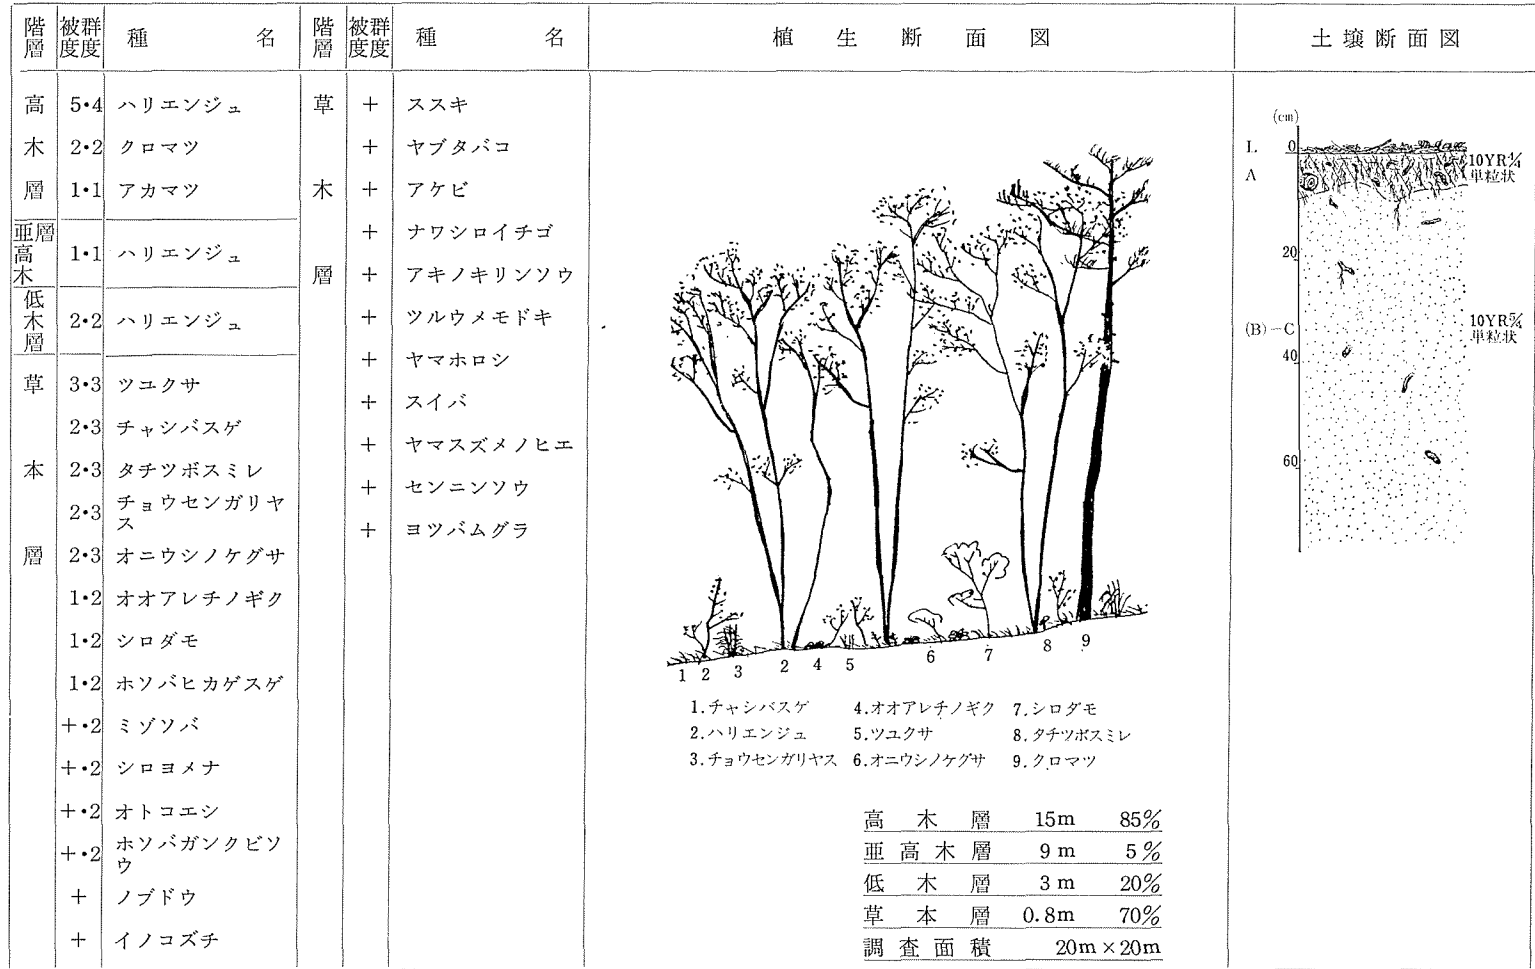 階層 被度 群度 種名 階層 被度 群度 種名 植生断面図 土壌断面図
高木層 5・4 ハリエンジュ
2・2 クロマツ
1・1 アカマツ
亜高木層 1・1 ハリエンジュ
低木層 2・2 ハリエンジュ
草本層 3・3 ツユクサ
2・3 チャシバスゲ
2・3 タチツボスミレ
2・3 チョウセンガリヤ
ス
2・3 オニウシノケグサ
1・2 オオアレチノギク
1・2 シロダモ
1・2 ホソバヒカゲスゲ
+・2 ミゾソバ
+・2 シロヨメナ
+・2 オトコエシ
+・2 ホソバガンクビソ
ウ
+ ノブドウ
+ イノコズチ
草木層 + ススキ
+ ヤブタバコ
+ アケビ
+ ナワシロイチゴ
+ アキノキリンソウ
+ ツルウメモドキ
+ ヤマホロシ
+ スイバ
+ ヤマスズメノヒエ
+ センニンソウ
+ ヨツバムグラ
1 2 3 2 4 5 6 7 8 9
1.チャシバスゲ 4.オオアレチノギク 7.シロダモ
2.ハリエンジュ 5.ツユクサ 8.タチツボスミレ
3.チョウセンガリヤス 6.オニウシノケグサ 9.クロマツ
高木層 15m 85%
亜高木層 9m 5%
低木層 3m 20%
草本層 0.8m 70%
調査面積 20m×20m
(cm)
L 0
A
10YR
単粒状
20
(B)-C
10YR
単粒状
40
60